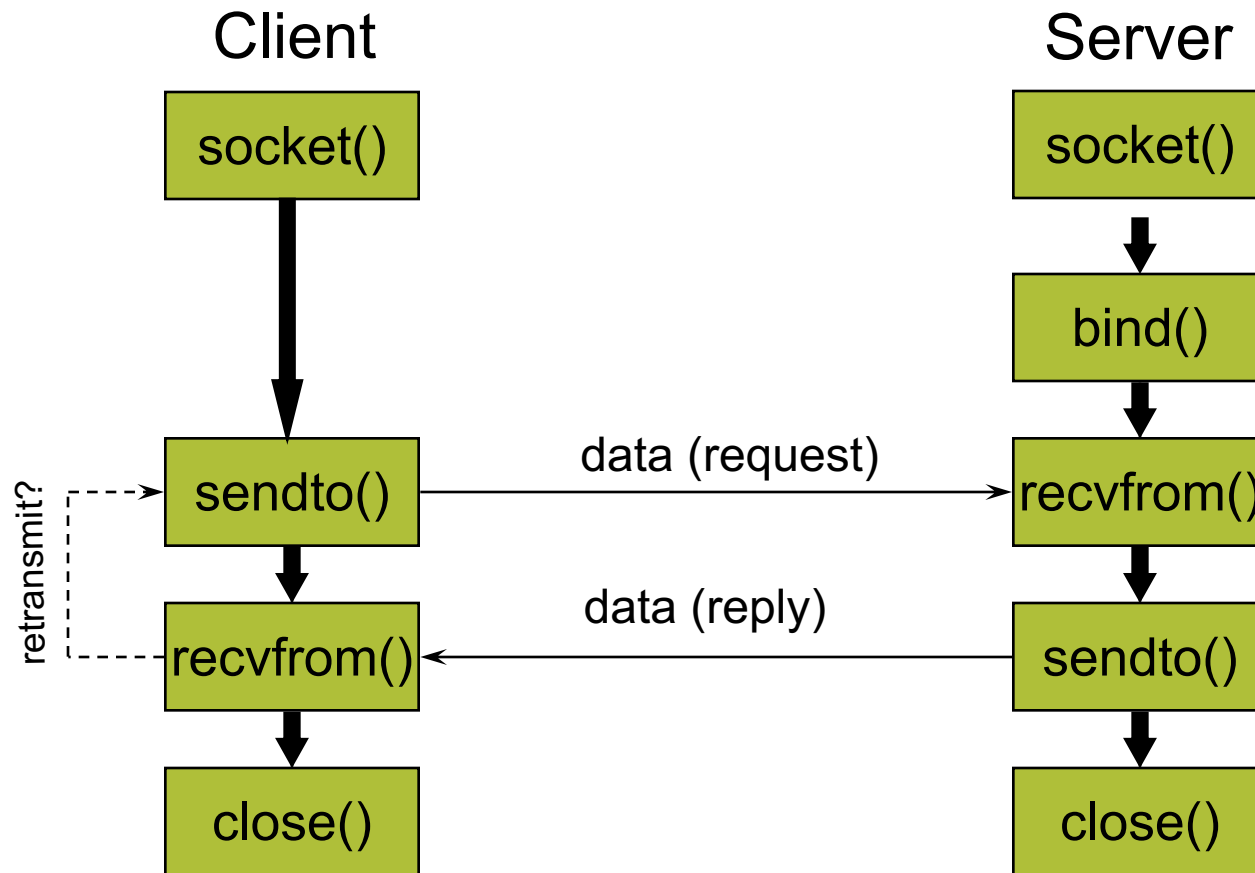 Client
Server
socket()
socket()
bind()
data (request)
sendto()
recvfrom()
retransmit?
data (reply)
recvfrom()
sendto()
close()
close()